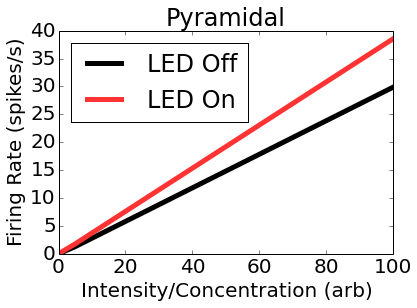 Pyramidal
LED Off
LED On
Firing Rate (spikes/s)
40
35
30
25
20
15
10
5
0
0 20 40 60 80 100
Intensity/Concentration (arb)